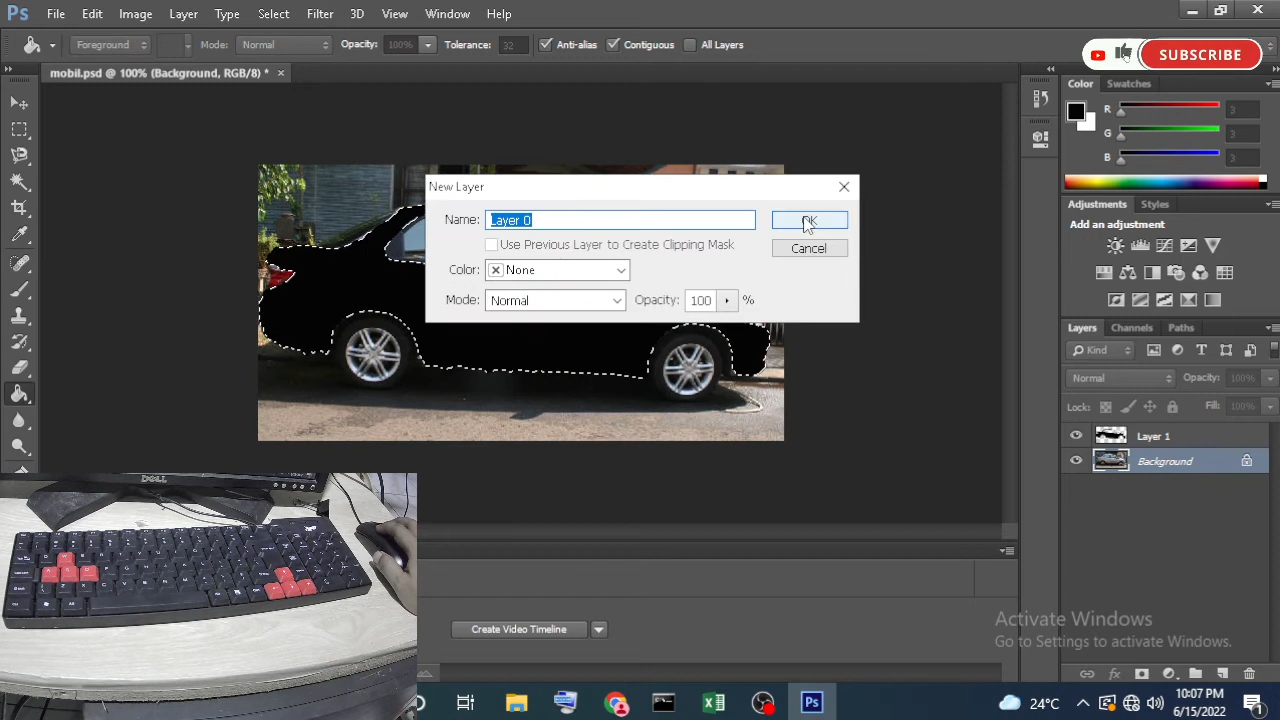 Ps File Edit Image Layer Type Select Filter 3D View Window Help
Foreground Mode: Normal Opacity: 100% Tolerance: 32 Anti-alias Contiguous All Layers
SUBSCRIBE
mobil.psd @ 100% (Background, RGB/8) *
Color Swatches
R 3
G 3
B 3
Adjustments Styles
Add an adjustment
New Layer
Name: Layer 0 OK
Use Previous Layer to Create Clipping Mask Cancel
Color: None
Mode: Normal Opacity: 100 %
Layers Channels Paths
Kind
Normal Opacity: 100%
Lock: Fill: 100%
Layer 1
Background
DELL
Create Video Timeline
Activate Windows
Go to Settings to activate Windows.
Ps 24°C 10:07 PM
6/15/2022